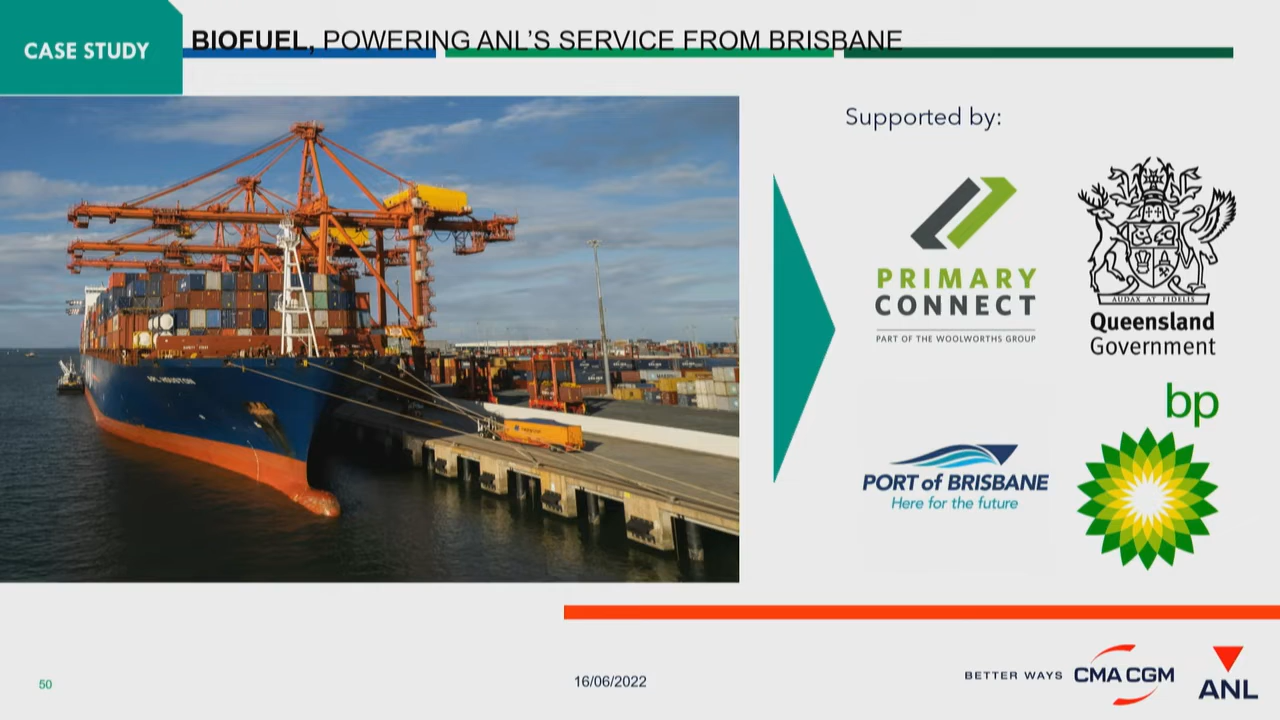 CASE STUDY
BIOFUEL, POWERING ANL'S SERVICE FROM BRISBANE
Supported by:
PRIMARY
CONNECT
PART OF THE WOOLWORTHS GROUP
AUDAX AT FIDELIS
Queensland
Government
PORT of BRISBANE
Here for the future
bp
50
16/06/2022
BETTER WAYS CMA CGM
ANL